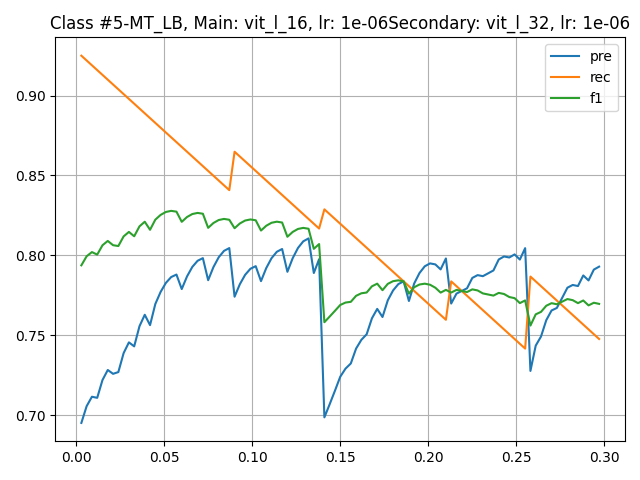 Class #5-MT_LB, Main: vit_l_16, lr: 1e-06Secondary: vit_l_32, lr: 1e-06
pre
rec
f1
0.90
0.85
0.80
0.75
0.70
0.00 0.05 0.10 0.15 0.20 0.25 0.30